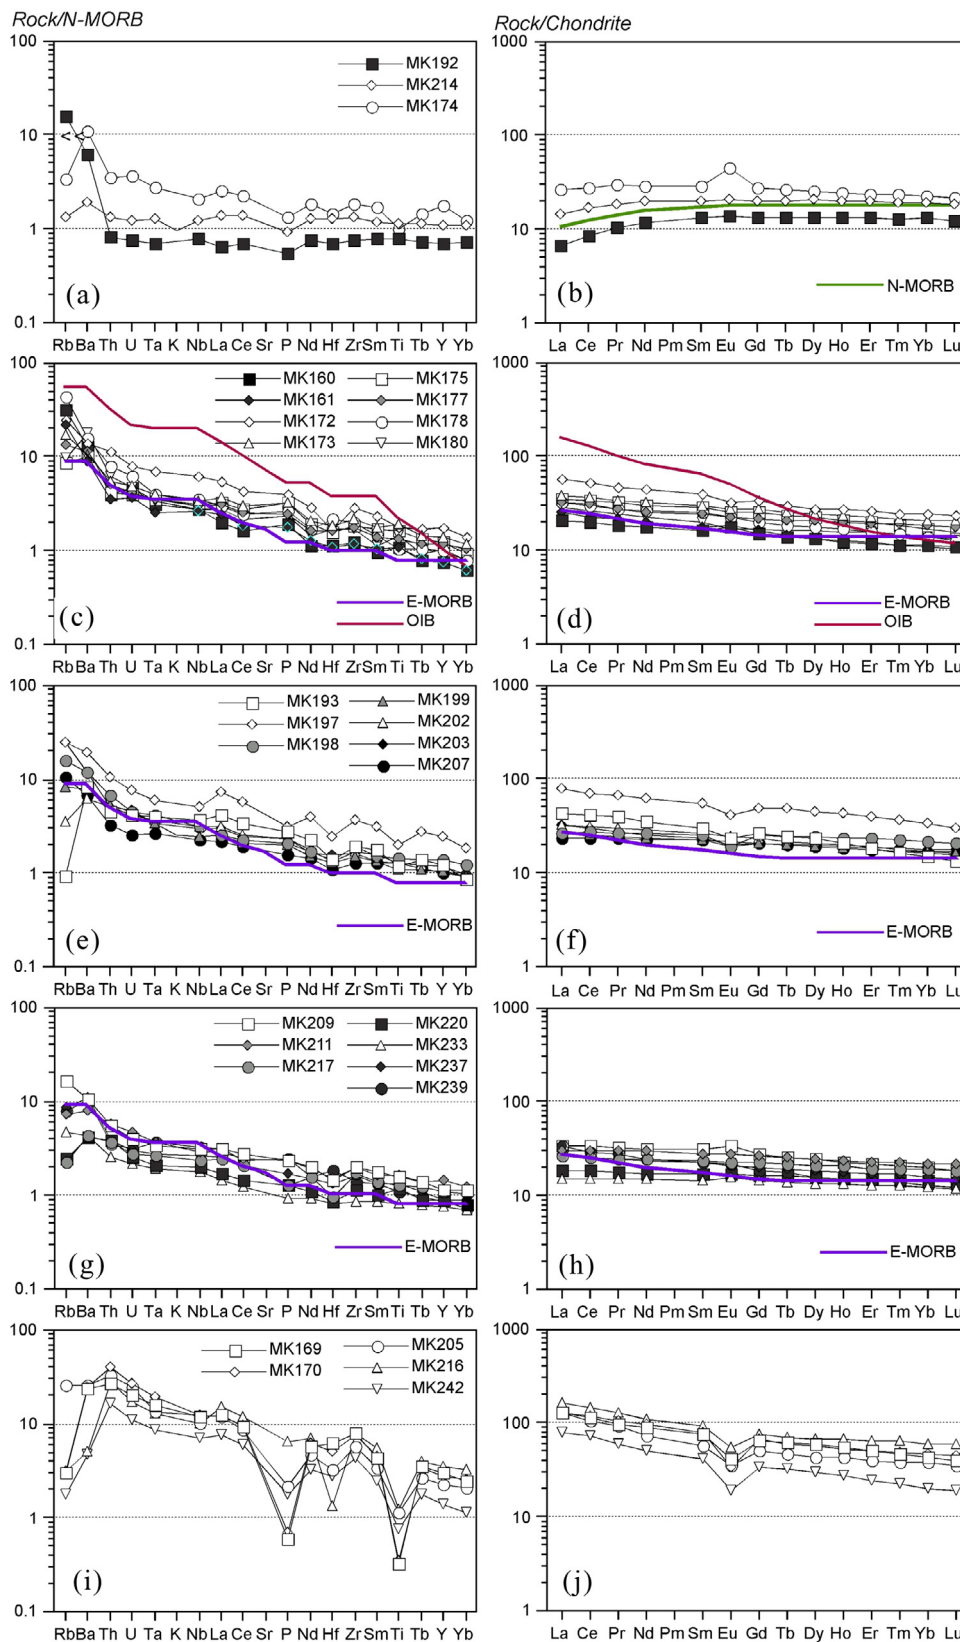 Rock/N-MORB
100
10
1
0.1
MK192
MK214
MK174
(a)
Rb Ba Th U Ta K Nb La Ce Sr P Nd Hf Zr Sm Ti Tb Y Yb
Rock/Chondrite
1000
100
10
1
N-MORB
(b)
La Ce Pr Nd Pm Sm Eu Gd Tb Dy Ho Er Tm Yb Lu
100
10
1
0.1
MK160 MK175
MK161 MK177
MK172 MK178
MK173 MK180
E-MORB
OIB
(c)
Rb Ba Th U Ta K Nb La Ce Sr P Nd Hf Zr Sm Ti Tb Y Yb
1000
100
10
1
E-MORB
OIB
(d)
La Ce Pr Nd Pm Sm Eu Gd Tb Dy Ho Er Tm Yb Lu
100
10
1
0.1
MK193 MK199
MK197 MK202
MK198 MK203
MK207
E-MORB
(e)
Rb Ba Th U Ta K Nb La Ce Sr P Nd Hf Zr Sm Ti Tb Y Yb
1000
100
10
1
E-MORB
(f)
La Ce Pr Nd Pm Sm Eu Gd Tb Dy Ho Er Tm Yb Lu
100
10
1
0.1
MK209 MK220
MK211 MK233
MK217 MK237
MK239
E-MORB
(g)
Rb Ba Th U Ta K Nb La Ce Sr P Nd Hf Zr Sm Ti Tb Y Yb
1000
100
10
1
E-MORB
(h)
La Ce Pr Nd Pm Sm Eu Gd Tb Dy Ho Er Tm Yb Lu
100
10
1
0.1
MK169 MK205
MK170 MK216
MK242
(i)
Rb Ba Th U Ta K Nb La Ce Sr P Nd Hf Zr Sm Ti Tb Y Yb
1000
100
10
1
(j)
La Ce Pr Nd Pm Sm Eu Gd Tb Dy Ho Er Tm Yb Lu